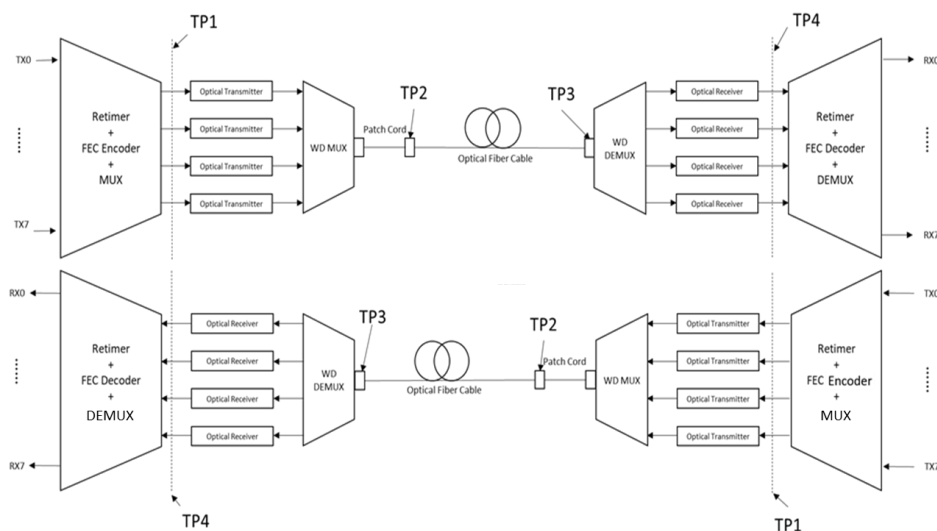 TP1
TP4
TX0
RX0
Optical Transmitter
Optical Receiver
Retimer
+
FEC Encoder
+
MUX
Optical Transmitter
TP2
TP3
Optical Receiver
Retimer
+
FEC Decoder
+
DEMUX
Patch Cord
WD MUX
WD
DEMUX
Optical Fiber Cable
Optical Transmitter
Optical Receiver
Optical Transmitter
Optical Receiver
TX7
RX7
RX0
TX0
Optical Receiver
TP3
TP2
Optical Transmitter
Retimer
+
FEC Decoder
+
DEMUX
Optical Receiver
WD
DEMUX
Patch Cord
WD MUX
Optical Transmitter
Retimer
+
FEC Encoder
+
MUX
Optical Fiber Cable
Optical Receiver
Optical Transmitter
Optical Receiver
Optical Transmitter
RX7
TX7
TP4
TP1